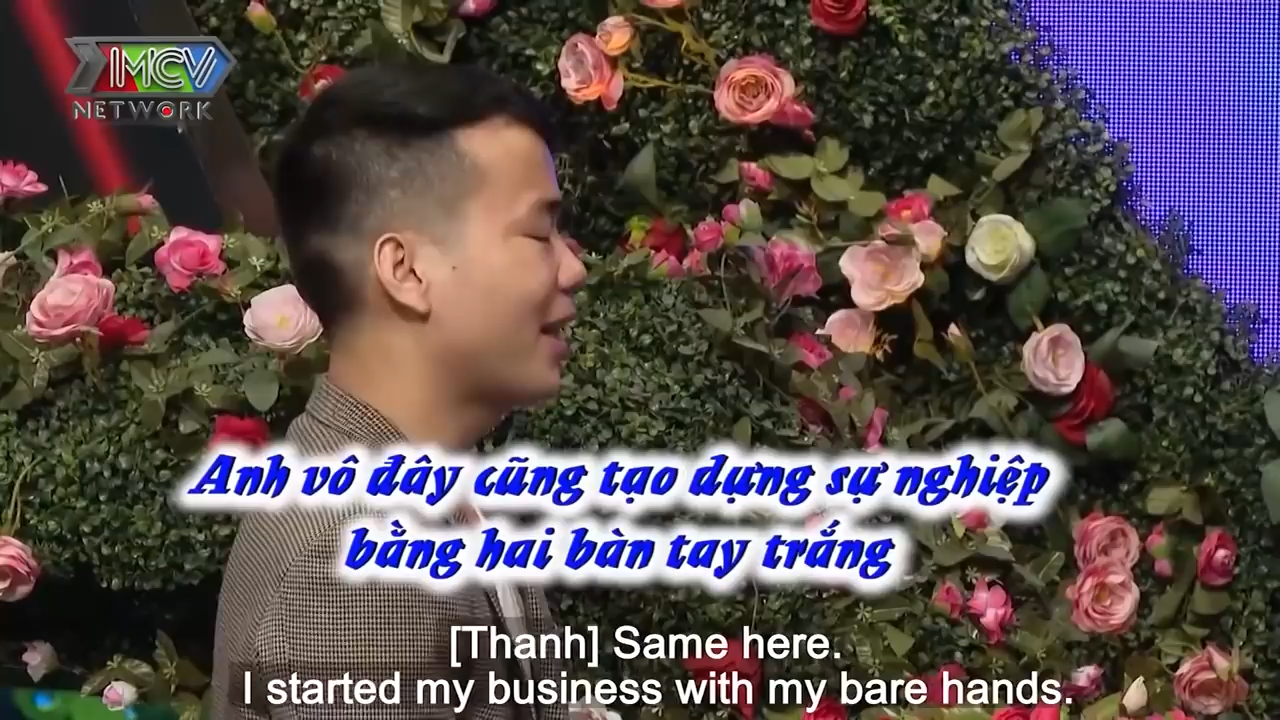 MCV
NETWORK
Anh vô đây cũng tạo dựng sự nghiệp
bằng hai bàn tay trắng
[Thanh] Same here.
I started my business with my bare hands.